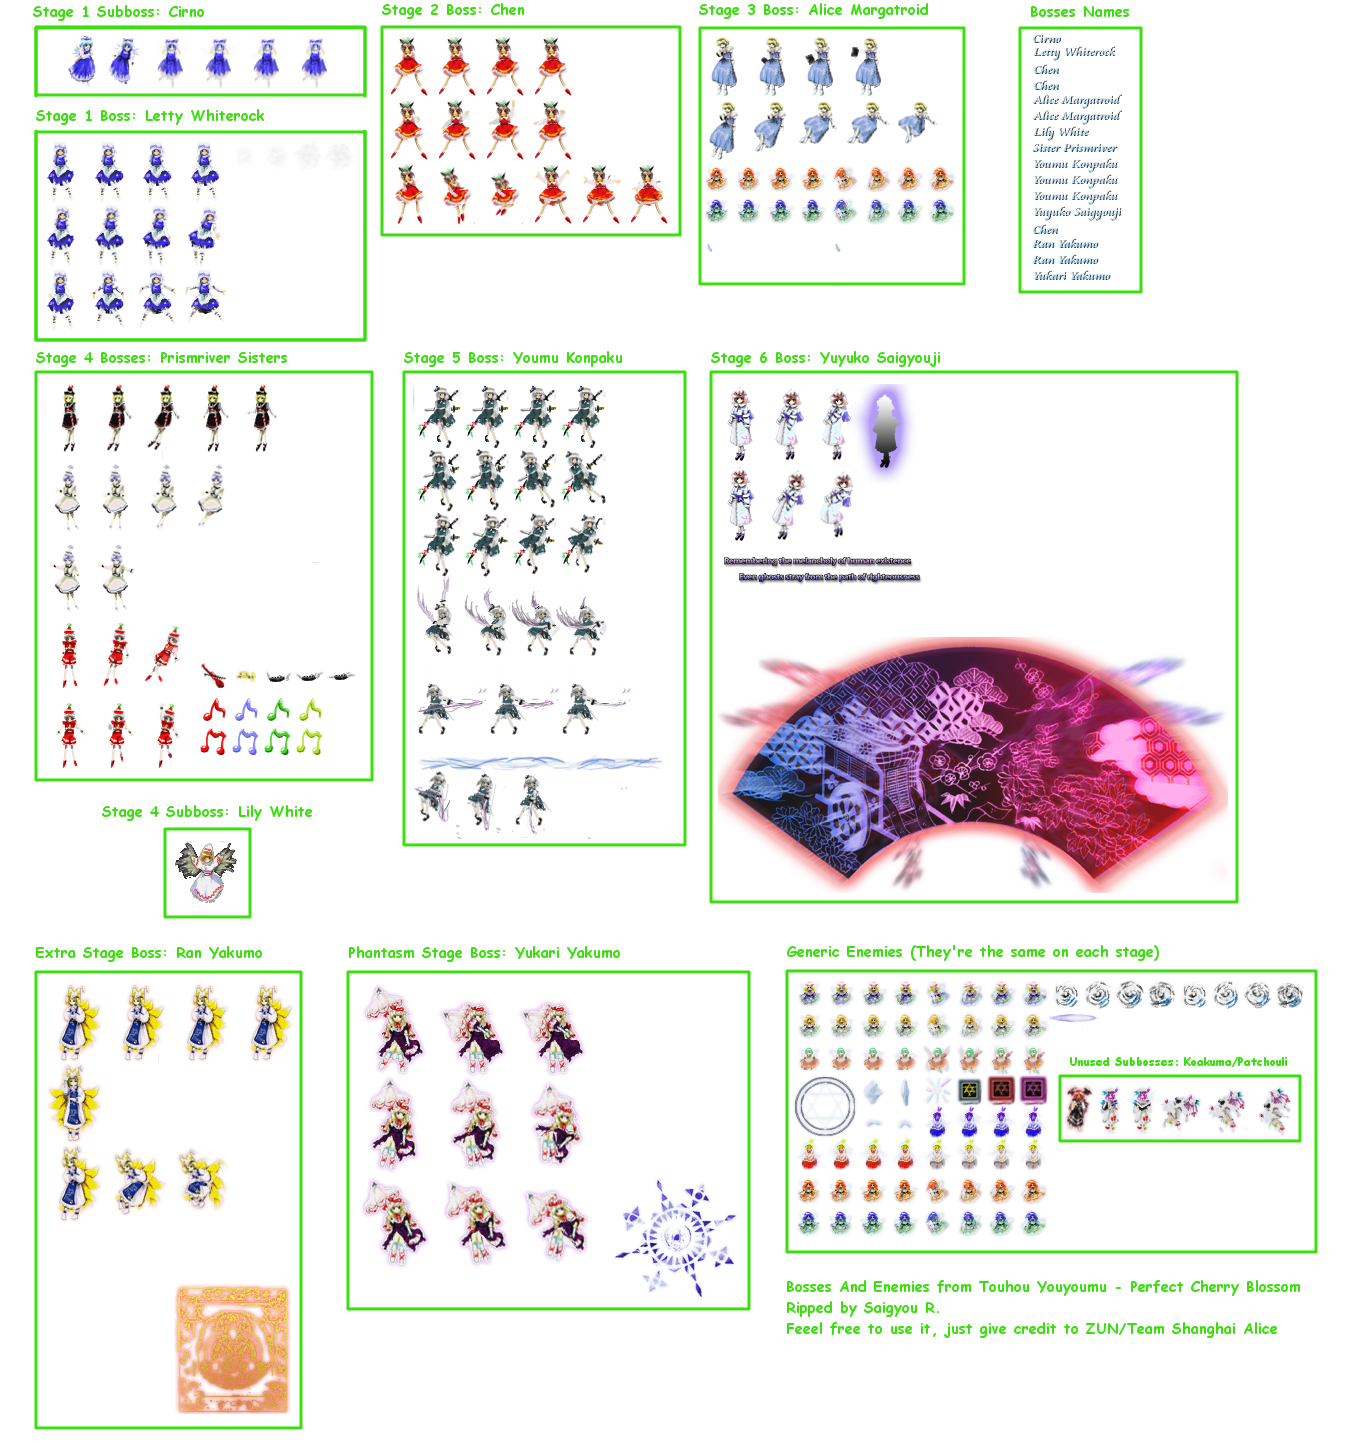 Stage 1 Subboss: Cirno
Stage 2 Boss: Chen
Stage 3 Boss: Alice Margatroid
Bosses Names
Cirno
Letty Whiterock
Chen
Chen
Alice Margatroid
Alice Margatroid
Lily White
Sister Prismriver
Youmu Konpaku
Youmu Konpaku
Youmu Konpaku
Yuyuko Saigyouji
Chen
Ran Yakumo
Ran Yakumo
Yukari Yakumo
Stage 1 Boss: Letty Whiterock
Stage 4 Bosses: Prismriver Sisters
Stage 5 Boss: Youmu Konpaku
Stage 6 Boss: Yuyuko Saigyouji
Remembering the melancholy of human existence
Even ghosts stray from the path of righteousness
Stage 4 Subboss: Lily White
Extra Stage Boss: Ran Yakumo
Phantasm Stage Boss: Yukari Yakumo
Generic Enemies (They're the same on each stage)
Unused Subbosses: Koakuma/Patchouli
Bosses And Enemies from Touhou Youyoumu - Perfect Cherry Blossom
Ripped by Saigyou R.
Feeel free to use it, just give credit to ZUN/Team Shanghai Alice